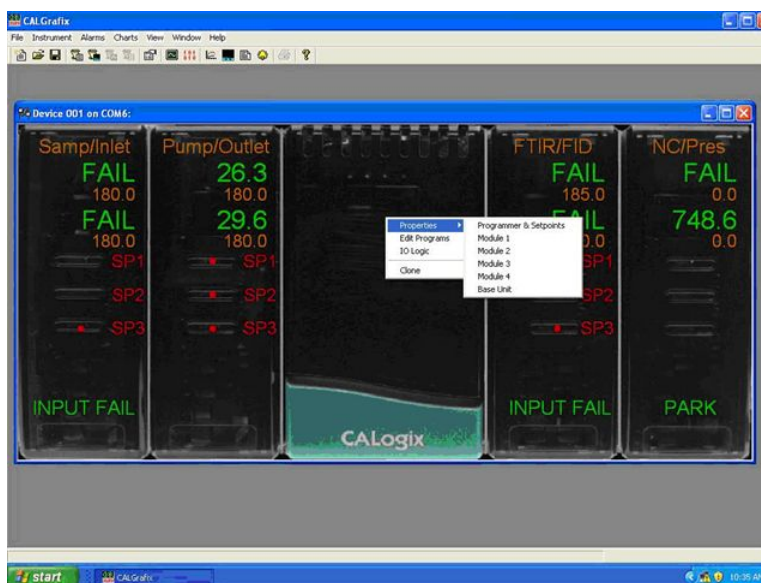 CALGrafix
File Instrument Alarms Charts View Window Help
Device 001 on COM6:
Samp/Inlet
FAIL
180.0
FAIL
180.0
SP1
SP2
SP3
INPUT FAIL
Pump/Outlet
26.3
180.0
29.6
180.0
SP1
SP2
SP3
Properties
Edit Programs
IO Logic
Clone
Programmer & Setpoints
Module 1
Module 2
Module 3
Module 4
Base Unit
CALogix
FTIR/FID
FAIL
185.0
SP2
SP3
INPUT FAIL
NC/Pres
FAIL
0.0
748.6
0.0
PARK
start
CALGrafix
10:35 AM